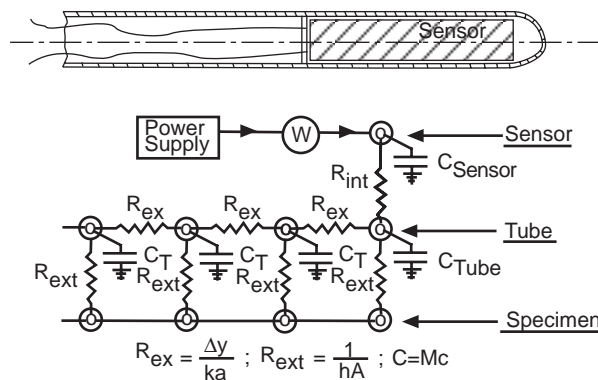 Sensor
Power
Supply
W
Sensor
R_int
C_Sensor
R_ex
R_ex
R_ex
Tube
R_ext
C_T
R_ext
C_T
R_ext
C_T
R_ext
C_Tube
Specimen
R_ex = Δy/ka ; R_ext = 1/hA ; C=Mc